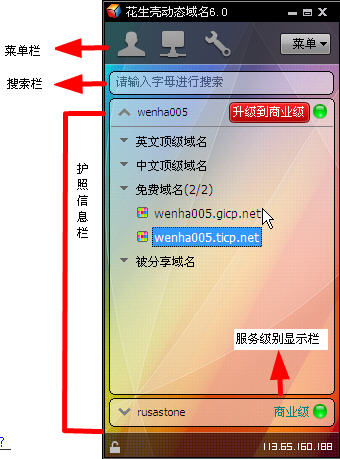 花生壳动态域名6.0
菜单栏
菜单
搜索栏
请输入字母进行搜索
wenha005
升级到商业级
英文顶级域名
中文顶级域名
护照信息栏
免费域名(2/2)
wenha005.gicp.net
wenha005.ticp.net
被分享域名
服务级别显示栏
rusastone
商业级
?
113.65.160.188